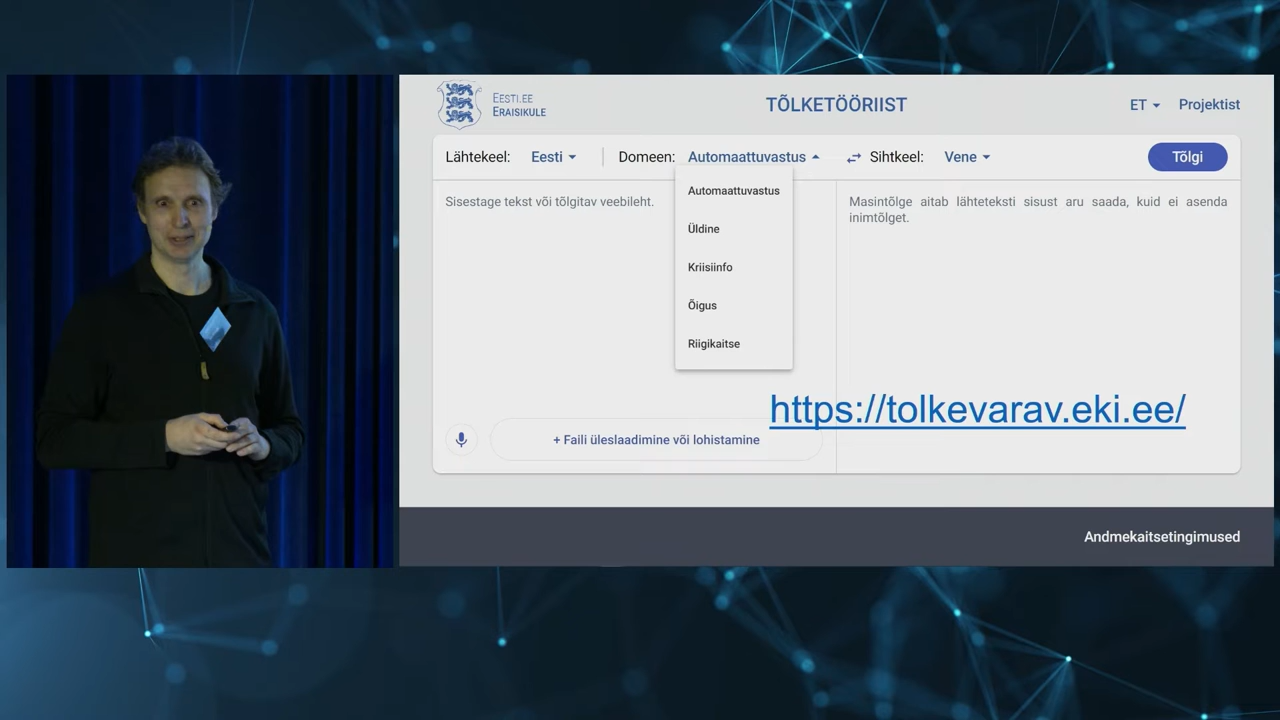 EESTI.EE
ERAISIKULE
TÕLKETÖÖRIIST
ET
Projektist
Lähtekeel: Eesti
Domeen: Automaattuvastus
Sihtkeel: Vene
Tõlgi
Sisestage tekst või tõlgitav veebileht.
Automaattuvastus
Üldine
Kriisiinfo
Õigus
Riigikaitse
Masintõlge aitab lähteteksti sisust aru saada, kuid ei asenda
inimtõlget.
https://tolkevarav.eki.ee/
+ Faili üleslaadimine või lohistamine
Andmekaitsetingimused